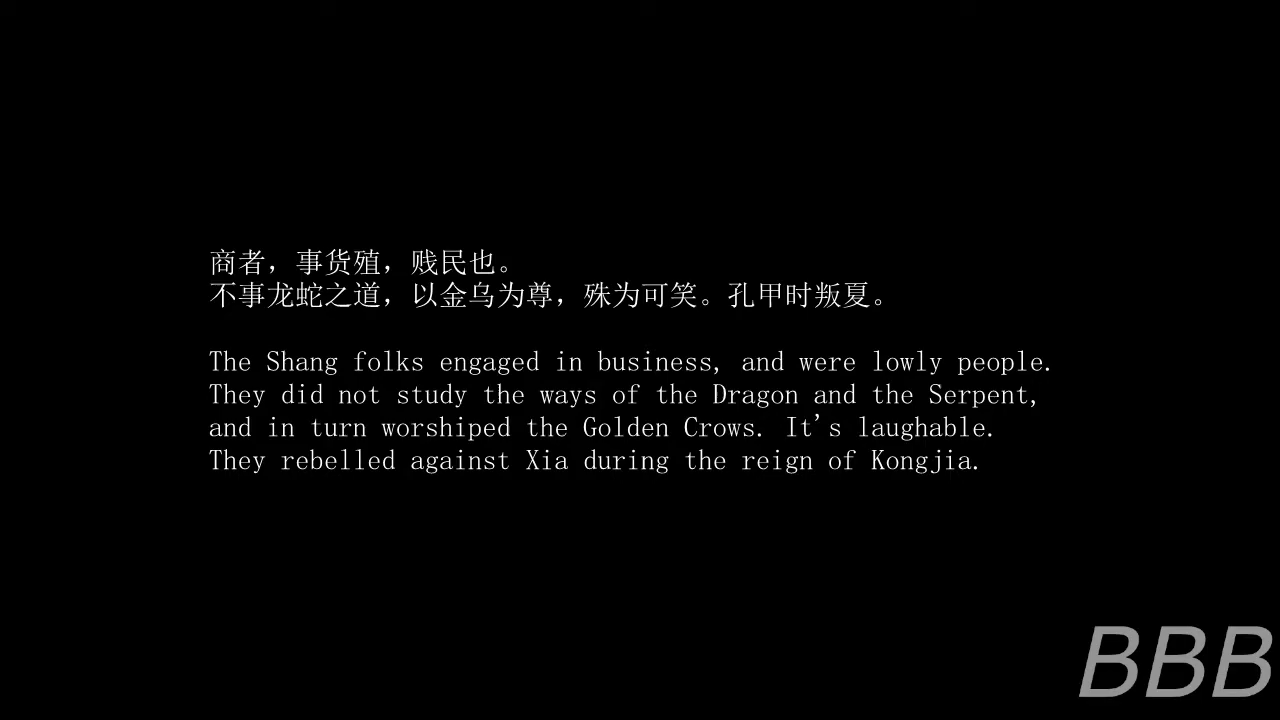 商者，事货殖，贱民也。
不事龙蛇之道，以金乌为尊，殊为可笑。孔甲时叛夏。
The Shang folks engaged in business, and were lowly people.
They did not study the ways of the Dragon and the Serpent,
and in turn worshiped the Golden Crows. It's laughable.
They rebelled against Xia during the reign of Kongjia.
BBB